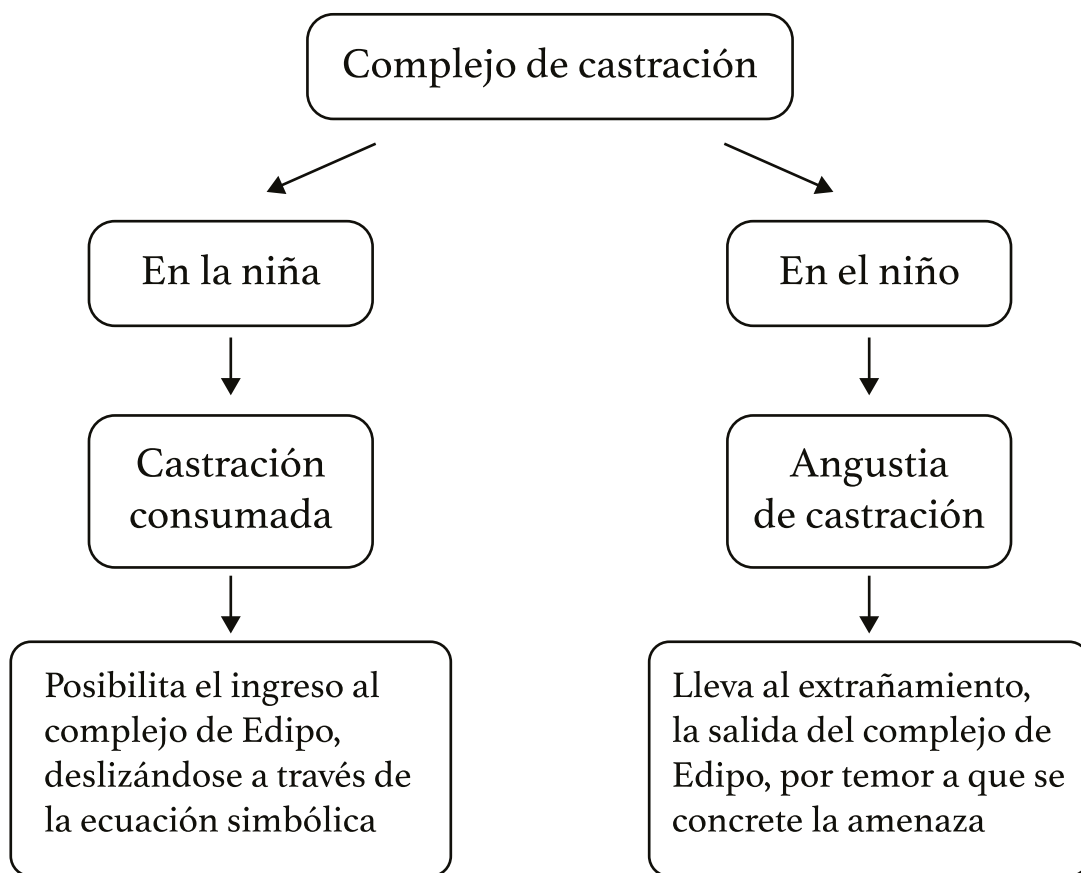 Complejo de castración
En la niña
En el niño
Castración
consumada
Angustia
de castración
Posibilita el ingreso al
complejo de Edipo,
deslizándose a través de
la ecuación simbólica
Lleva al extrañamiento,
la salida del complejo de
Edipo, por temor a que se
concrete la amenaza